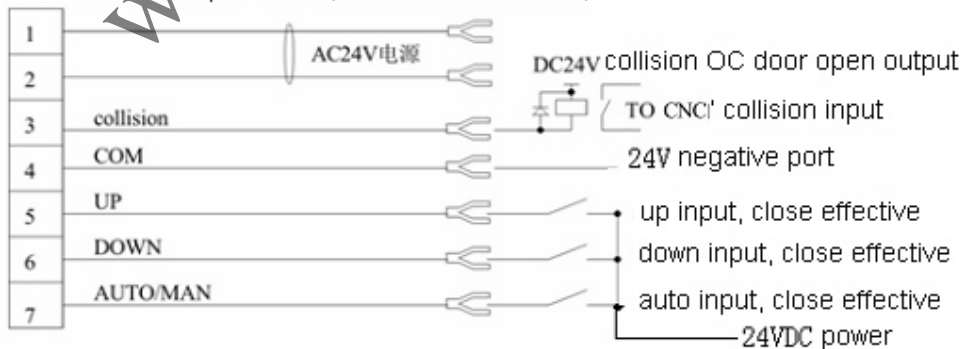 1
AC24V电源
2
DC24V collision OC door open output
3 collision TO CNC' collision input
4 COM 24V negative port
5 UP up input, close effective
6 DOWN down input, close effective
7 AUTO/MAN auto input, close effective
24VDC power